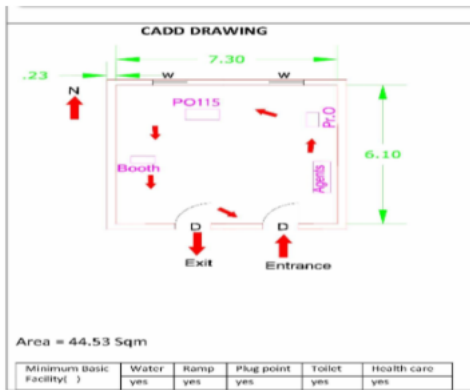 CADD DRAWING
7.30
.23
W W
N
PO115
Pr.O
6.10
Booth
Agents
D D
Exit Entrance
Area = 44.53 Sqm
Minimum Basic Facility( ) Water Ramp Plug point Toilet Health care
yes yes yes yes yes